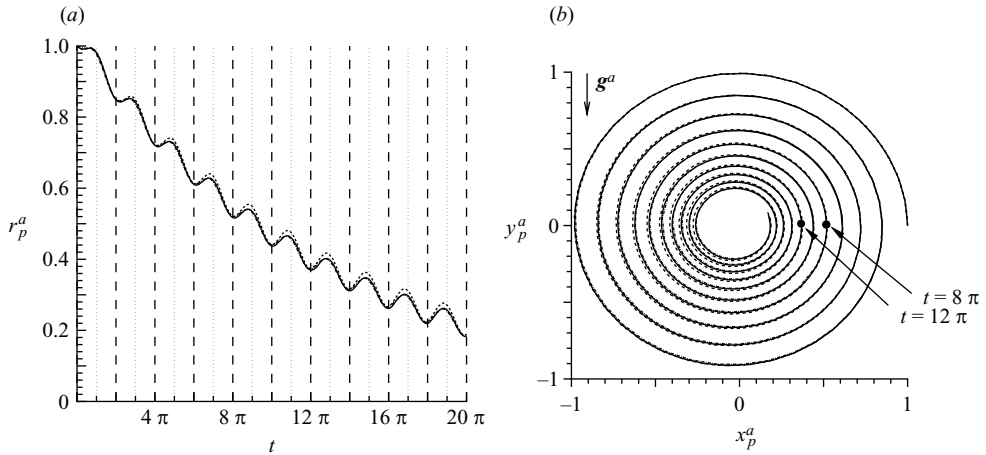 (a)
(b)
1.0
0.8
0.6
0.4
0.2
0
r_p^a
4 π
8 π
12 π
16 π
20 π
t
1
0
–1
y_p^a
g^a
t = 8 π
t = 12 π
–1
0
1
x_p^a